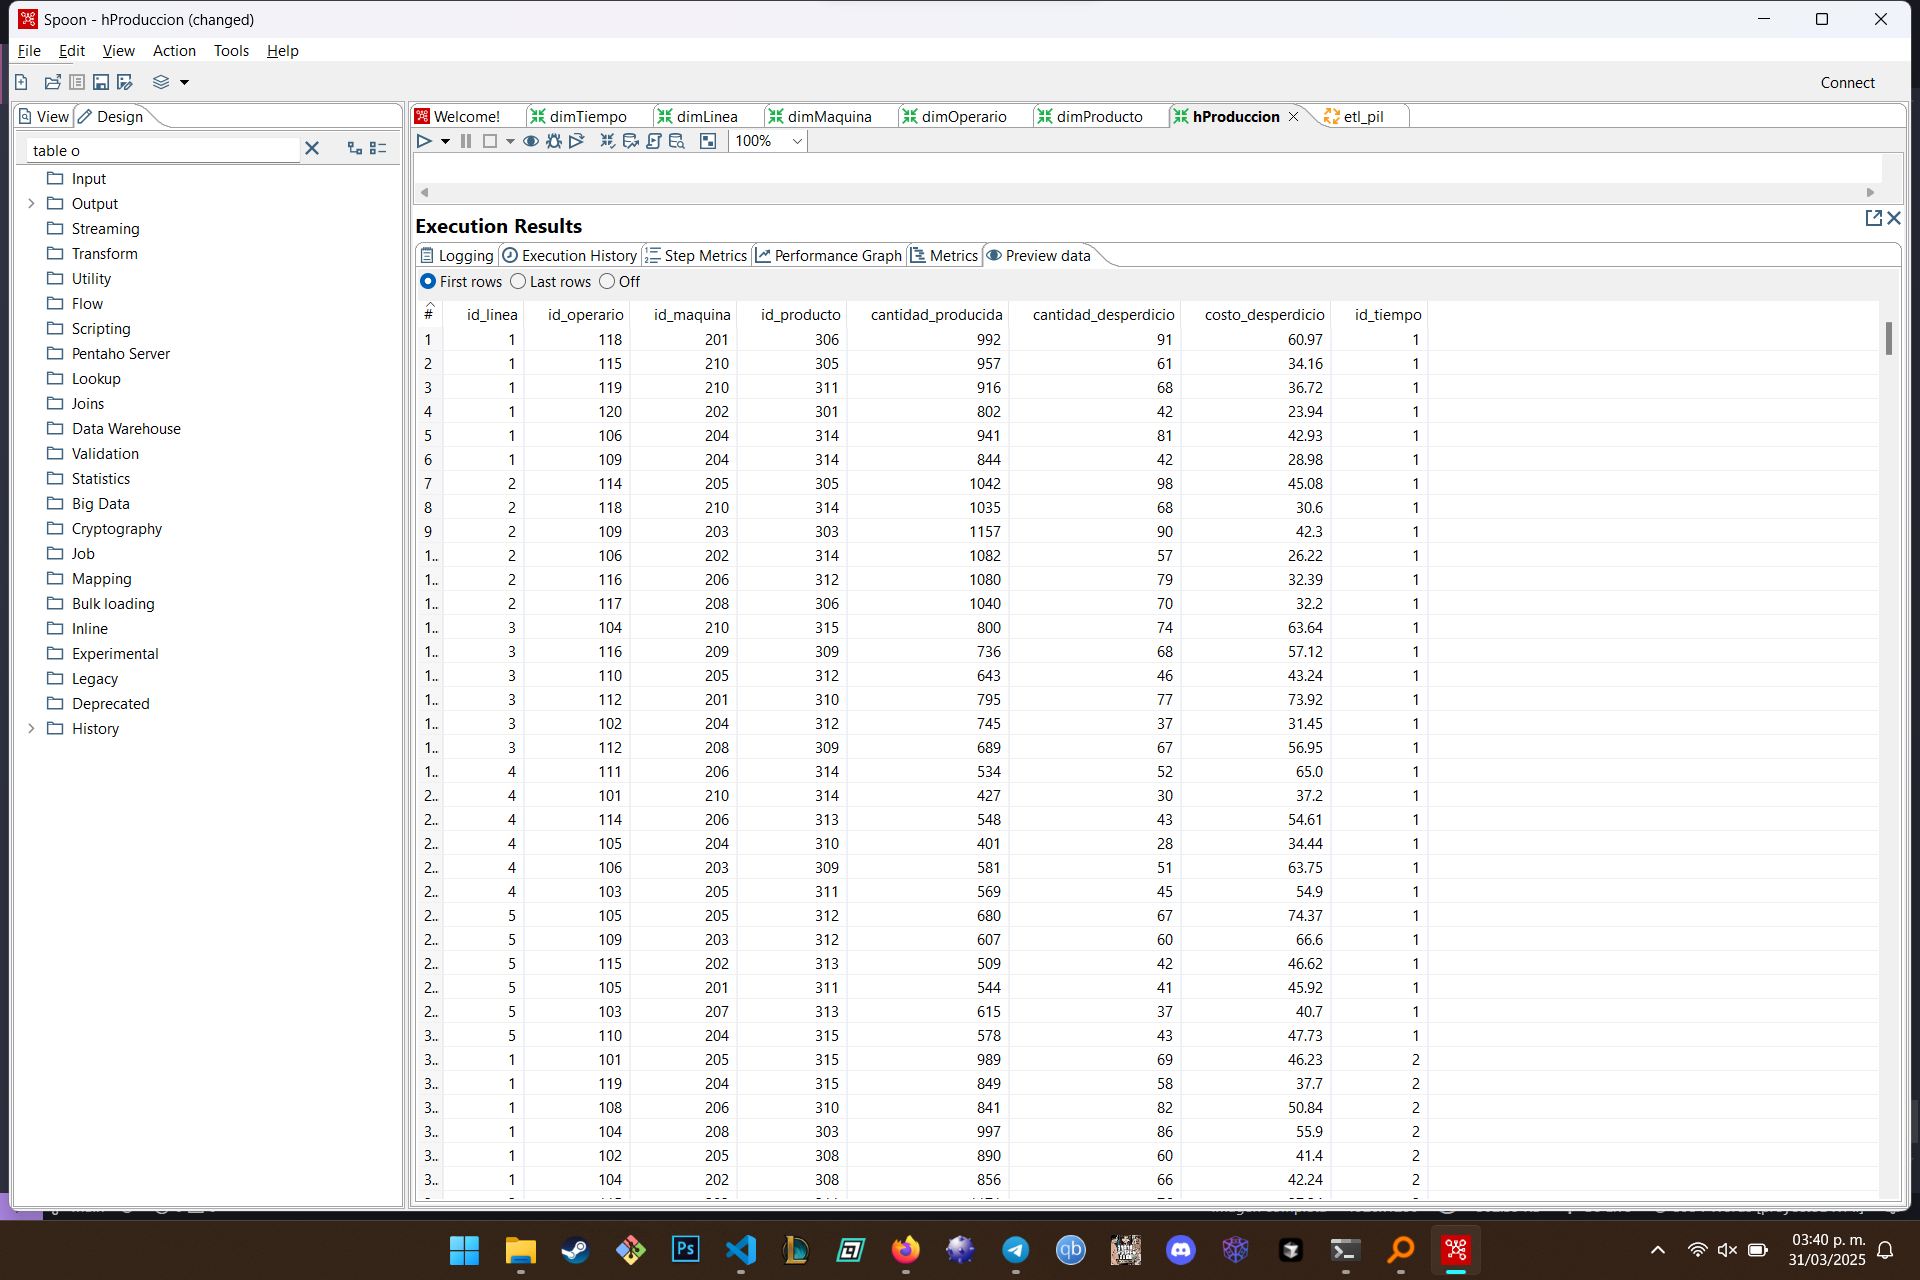 Spoon - hProduccion (changed)
File Edit View Action Tools Help
Connect
View Design
Welcome! dimTiempo dimLinea dimMaquina dimOperario dimProducto hProduccion etl_pil
table o
100%
Input
Output
Streaming
Transform
Utility
Flow
Scripting
Pentaho Server
Lookup
Joins
Data Warehouse
Validation
Statistics
Big Data
Cryptography
Job
Mapping
Bulk loading
Inline
Experimental
Legacy
Deprecated
History
Execution Results
Logging Execution History Step Metrics Performance Graph Metrics Preview data
First rows Last rows Off
# id_linea id_operario id_maquina id_producto cantidad_producida cantidad_desperdicio costo_desperdicio id_tiempo
1 1 118 201 306 992 91 60.97 1
2 1 115 210 305 957 61 34.16 1
3 1 119 210 311 916 68 36.72 1
4 1 120 202 301 802 42 23.94 1
5 1 106 204 314 941 81 42.93 1
6 1 109 204 314 844 42 28.98 1
7 2 114 205 305 1042 98 45.08 1
8 2 118 210 314 1035 68 30.6 1
9 2 109 203 303 1157 90 42.3 1
1.. 2 106 202 314 1082 57 26.22 1
1.. 2 116 206 312 1080 79 32.39 1
1.. 2 117 208 306 1040 70 32.2 1
1.. 3 104 210 315 800 74 63.64 1
1.. 3 116 209 309 736 68 57.12 1
1.. 3 110 205 312 643 46 43.24 1
1.. 3 112 201 310 795 77 73.92 1
1.. 3 102 204 312 745 37 31.45 1
1.. 3 112 208 309 689 67 56.95 1
1.. 4 111 206 314 534 52 65.0 1
2.. 4 101 210 314 427 30 37.2 1
2.. 4 114 206 313 548 43 54.61 1
2.. 4 105 204 310 401 28 34.44 1
2.. 4 106 203 309 581 51 63.75 1
2.. 4 103 205 311 569 45 54.9 1
2.. 5 105 205 312 680 67 74.37 1
2.. 5 109 203 312 607 60 66.6 1
2.. 5 115 202 313 509 42 46.62 1
2.. 5 105 201 311 544 41 45.92 1
2.. 5 103 207 313 615 37 40.7 1
3.. 5 110 204 315 578 43 47.73 1
3.. 1 101 205 315 989 69 46.23 2
3.. 1 119 204 315 849 58 37.7 2
3.. 1 108 206 310 841 82 50.84 2
3.. 1 104 208 303 997 86 55.9 2
3.. 1 102 205 308 890 60 41.4 2
3.. 1 104 202 308 856 66 42.24 2
Ps
qb
03:40 p. m.
31/03/2025